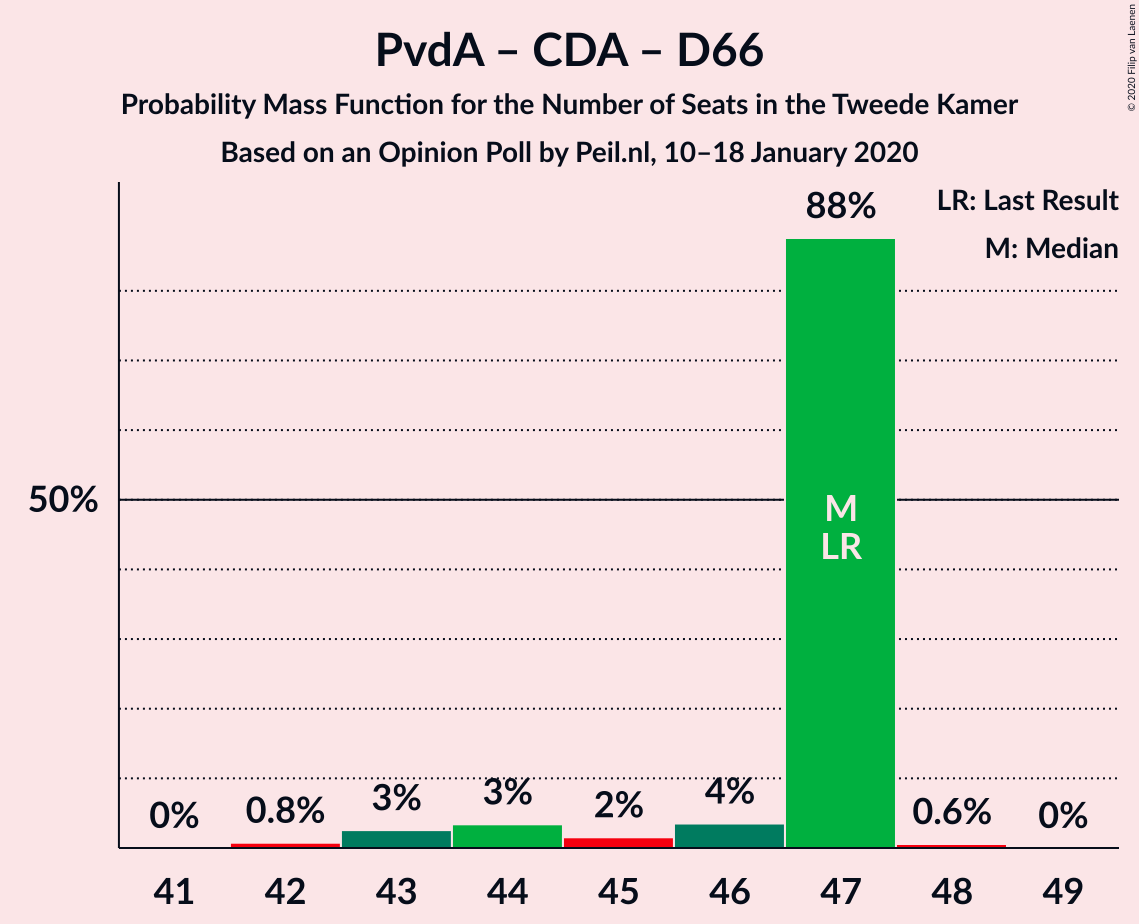 PvdA – CDA – D66
Probability Mass Function for the Number of Seats in the Tweede Kamer
Based on an Opinion Poll by Peil.nl, 10–18 January 2020
© 2020 Filip van Laenen
LR: Last Result
M: Median
50%
0%
0.8%
3%
3%
2%
4%
88%
0.6%
0%
M
LR
41 42 43 44 45 46 47 48 49